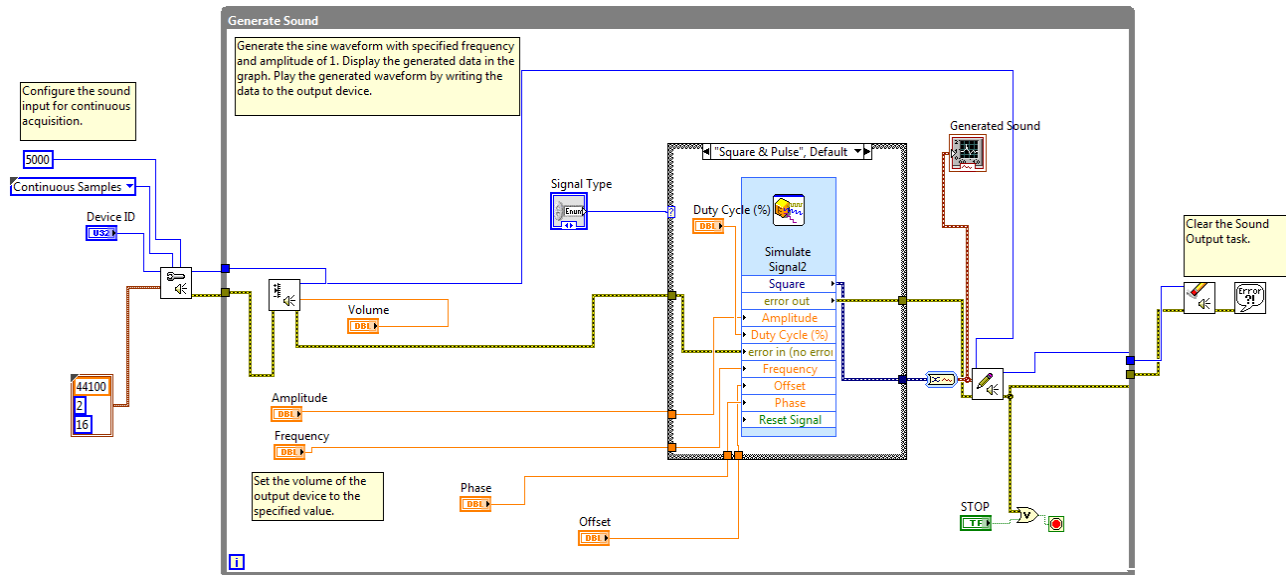 Generate Sound
Generate the sine waveform with specified frequency
and amplitude of 1. Display the generated data in the
graph. Play the generated waveform by writing the
data to the output device.
Configure the sound
input for continuous
acquisition.
5000
Continuous Samples
Device ID
U32
44100
2
16
Volume
DBL
Amplitude
DBL
Frequency
DBL
Set the volume of the
output device to the
specified value.
Phase
DBL
Offset
DBL
Signal Type
Enum
"Square & Pulse", Default
?
Duty Cycle (%)
DBL
Simulate
Signal2
Square
error out
Amplitude
Duty Cycle (%)
error in (no error
Frequency
Offset
Phase
Reset Signal
Generated Sound
STOP
TF
V
Clear the Sound
Output task.
Error
?!
i